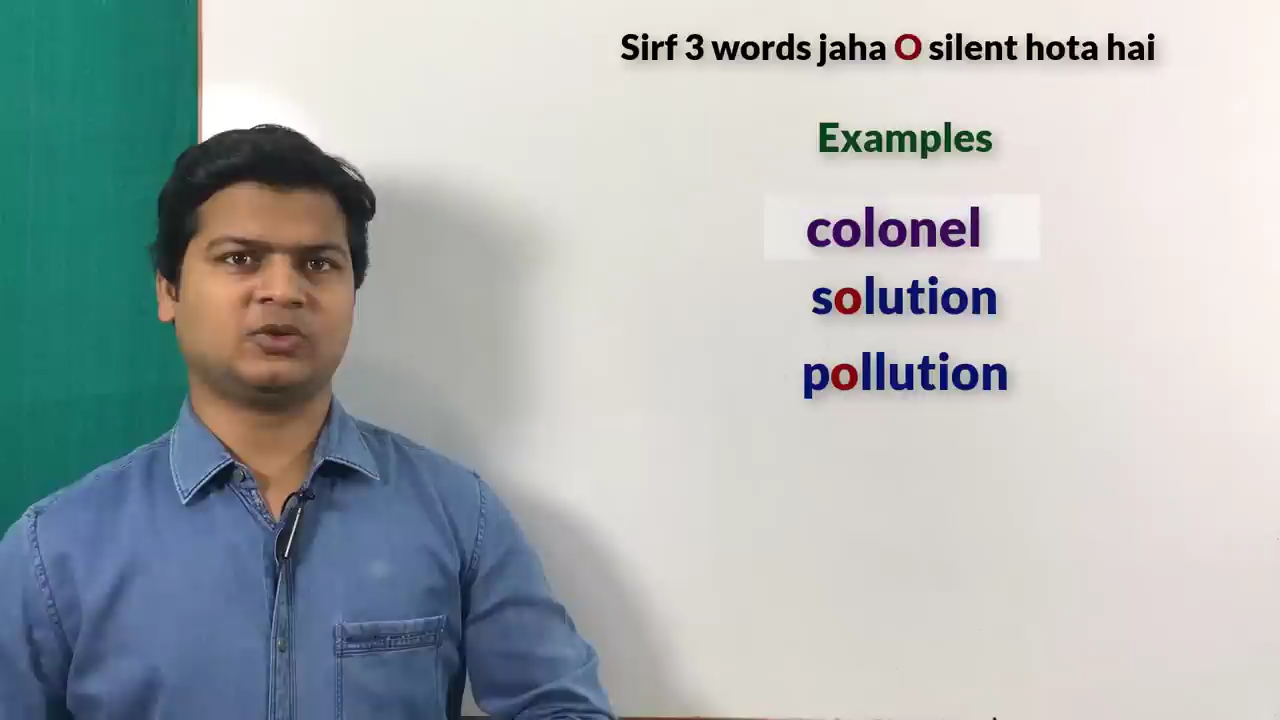 Sirf 3 words jaha O silent hota hai
Examples
colonel
solution
pollution